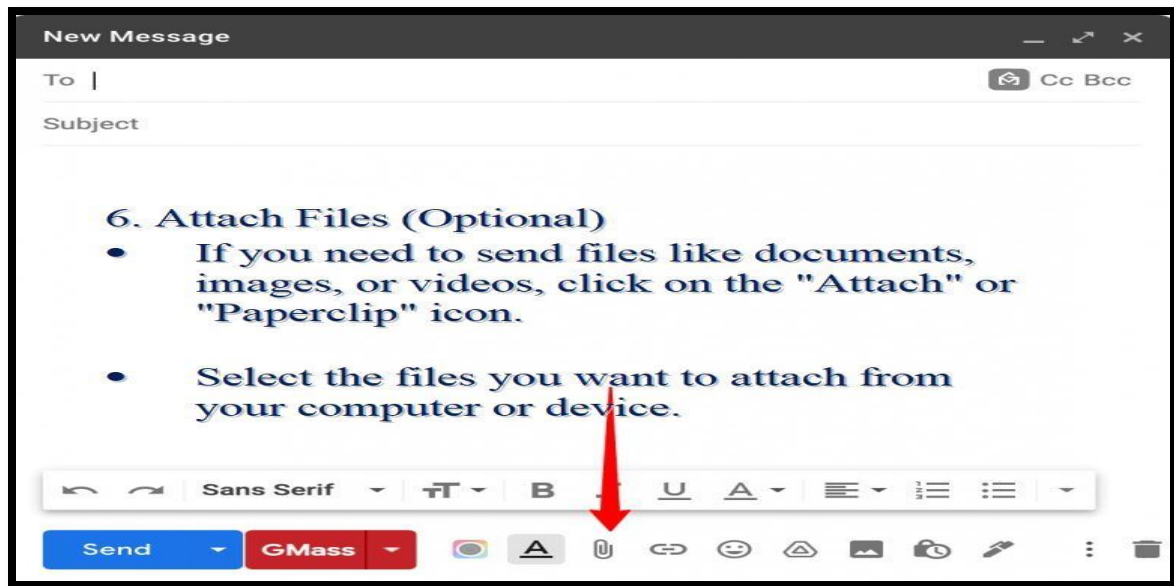 New Message
To
Cc Bcc
Subject
6. Attach Files (Optional)
• If you need to send files like documents,
images, or videos, click on the "Attach" or
"Paperclip" icon.
• Select the files you want to attach from
your computer or device.
Sans Serif B U A
Send GMass A